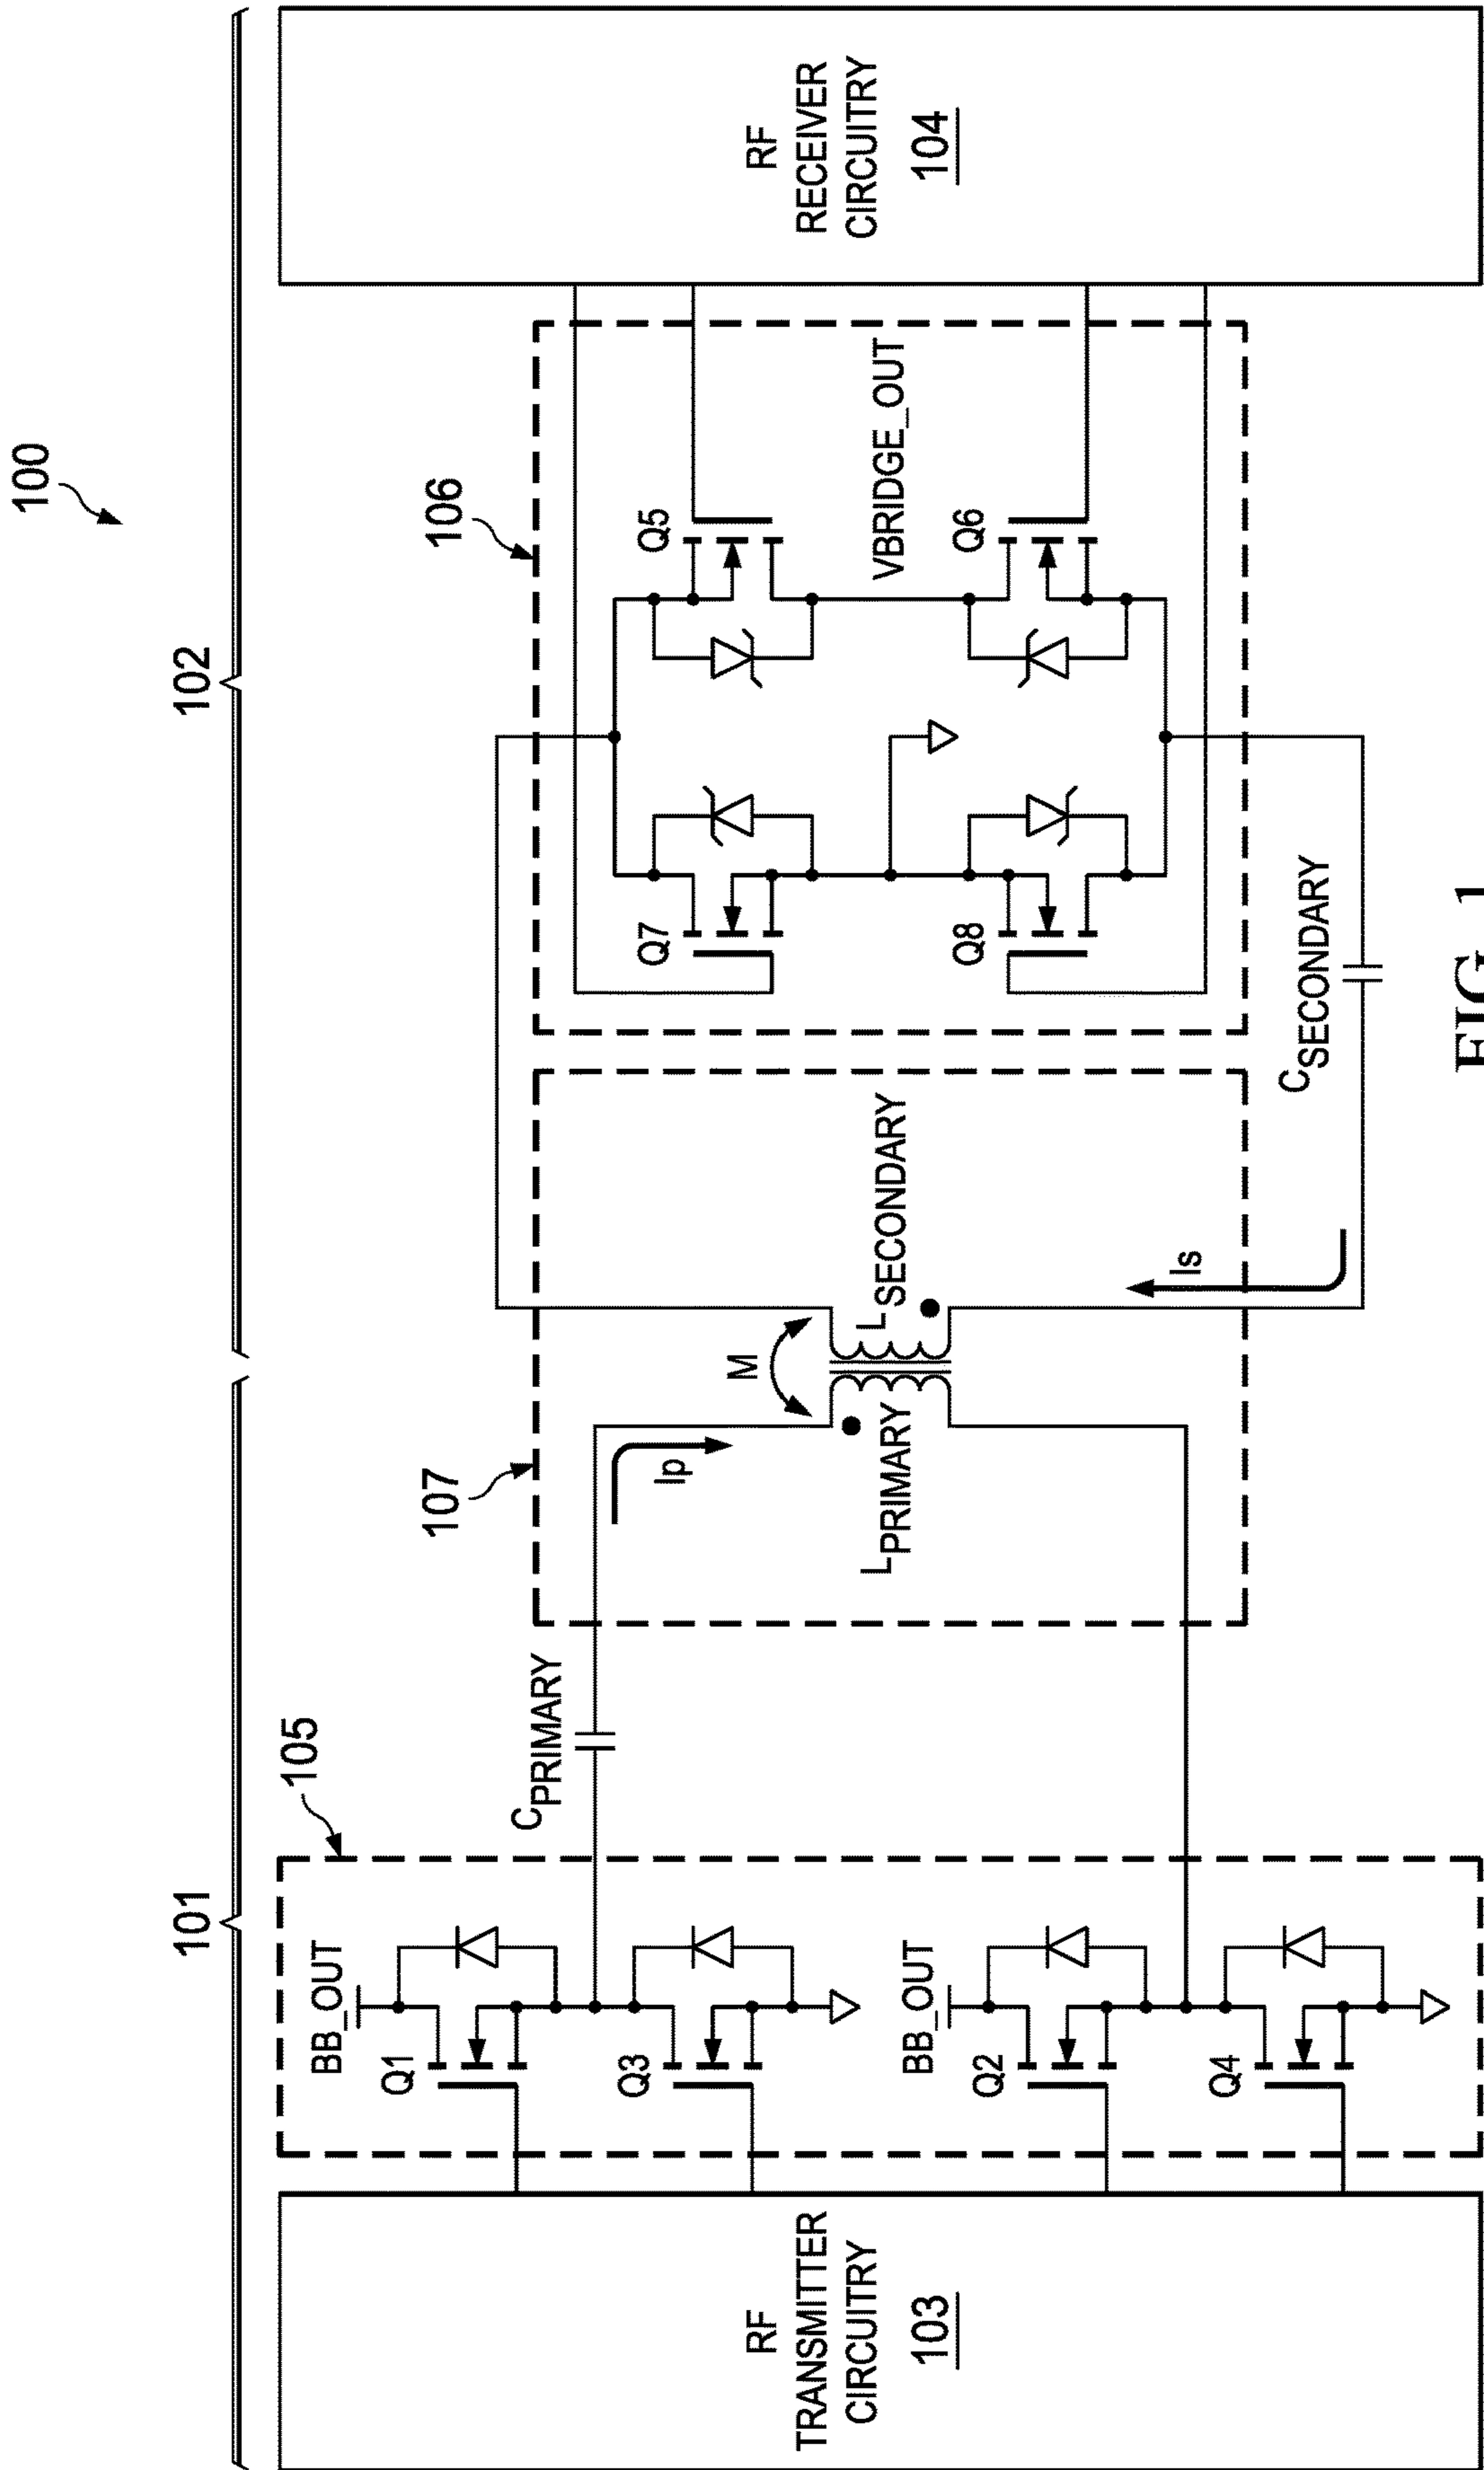 100
101
102
RF
TRANSMITTER
CIRCUITRY
103
105
BB_OUT
Q1
Q3
BB_OUT
Q2
Q4
CPRIMARY
107
Ip
M
LPRIMARY
LSECONDARY
Is
CSECONDARY
106
Q7
Q5
Q8
Q6
VBRIDGE_OUT
RF
RECEIVER
CIRCUITRY
104
FIG. 1